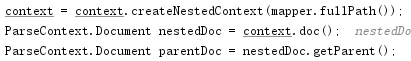 context = context.createNestedContext(mapper.fullPath());
ParseContext.Document nestedDoc = context.doc(); nestedDo
ParseContext.Document parentDoc = nestedDoc.getParent();